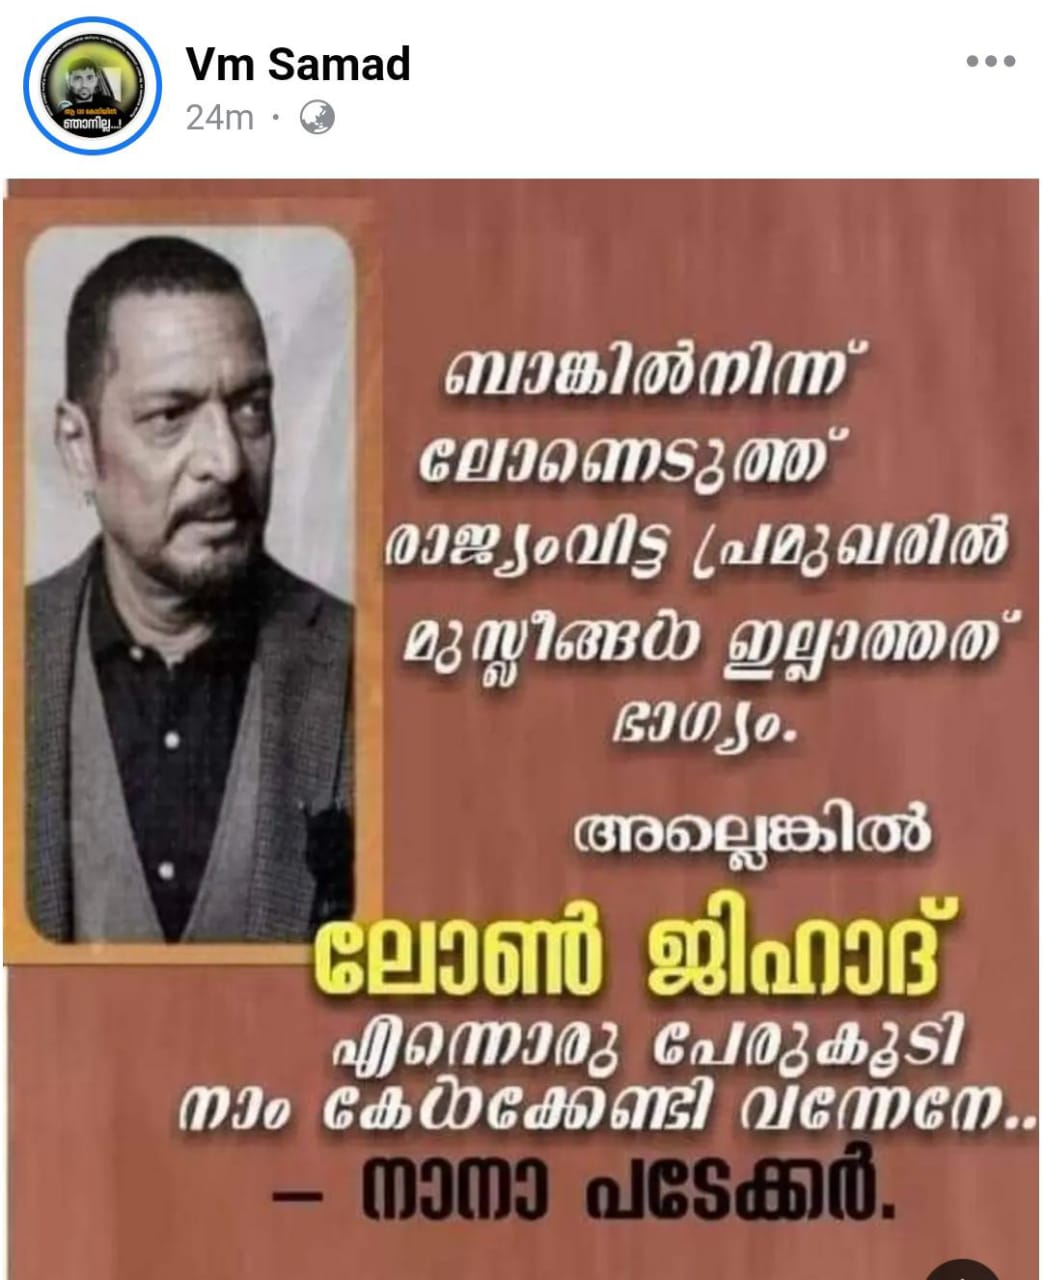 Vm Samad
24m
ഞാനില്ല...!
ബാങ്കിൽനിന്ന്
ലോണെടുത്ത്
രാജ്യംവിട്ട പ്രമുഖരിൽ
മുസ്ലീങ്ങൾ ഇല്ലാത്തത്
ഭാഗ്യം.
അല്ലെങ്കിൽ
ലോൺ ജിഹാദ്
എന്നൊരു പേരുകൂടി
നാം കേൾക്കേണ്ടി വന്നേനേ..
– നാനാ പടേക്കർ.